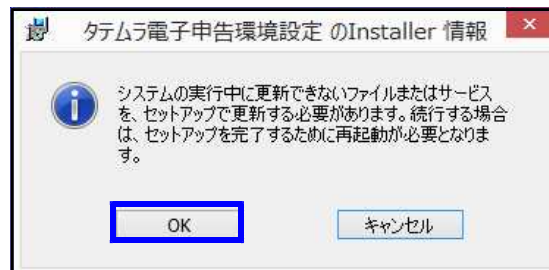 タテムラ電子申告環境設定 のInstaller 情報
システムの実行中に更新できないファイルまたはサービス
を、セットアップで更新する必要があります。続行する場合
は、セットアップを完了するために再起動が必要となりま
す。
OK
キャンセル